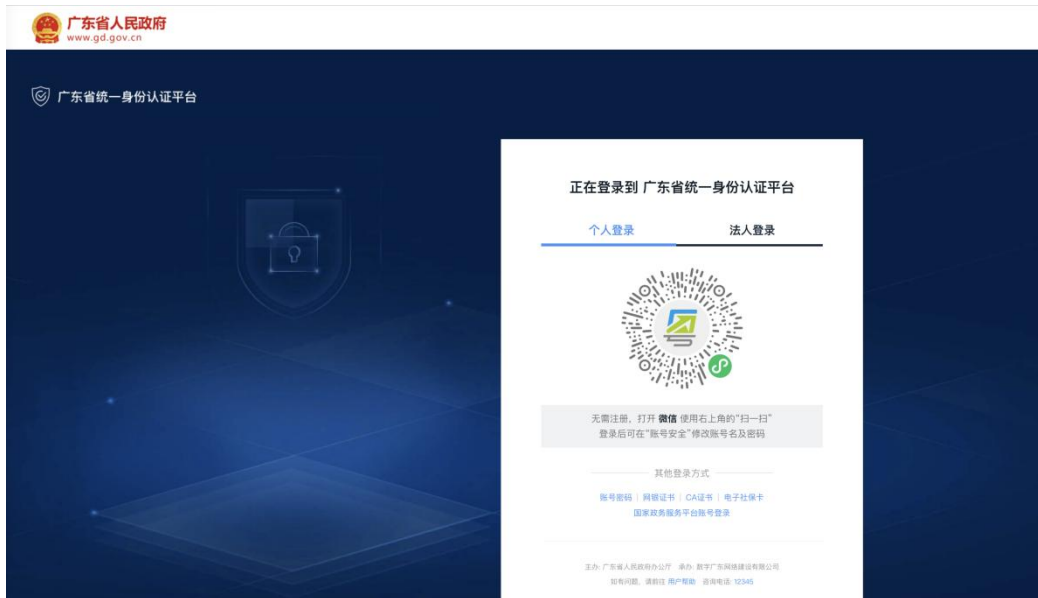 广东省人民政府
www.gd.gov.cn
广东省统一身份认证平台
正在登录到 广东省统一身份认证平台
个人登录 法人登录
无需注册，打开 微信 使用右上角的“扫一扫”
登录后可在“账号安全”修改账号名及密码
其他登录方式
账号密码 | 网银证书 | CA证书 | 电子社保卡
国家政务服务平台账号登录
主办: 广东省人民政府办公厅 承办: 数字广东网络建设有限公司
如有问题，请前往 用户帮助 咨询电话: 12345